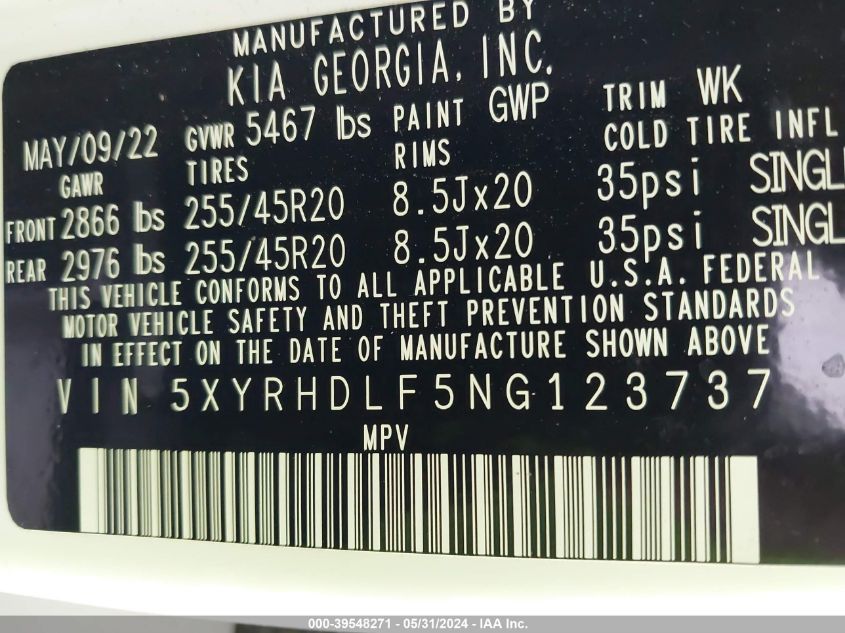 MANUFACTURED BY
KIA GEORGIA, INC.
MAY/09/22 GVWR 5467 lbs PAINT GWP TRIM WK
GAWR TIRES RIMS COLD TIRE INFL
FRONT 2866 lbs 255/45R20 8.5Jx20 35psi SINGL
REAR 2976 lbs 255/45R20 8.5Jx20 35psi SINGL
THIS VEHICLE CONFORMS TO ALL APPLICABLE U.S.A. FEDERAL
MOTOR VEHICLE SAFETY AND THEFT PREVENTION STANDARDS
IN EFFECT ON THE DATE OF MANUFACTURE SHOWN ABOVE
VIN 5XYRHDLF5NG123737
MPV
000-39548271 - 05/31/2024 - IAA Inc.